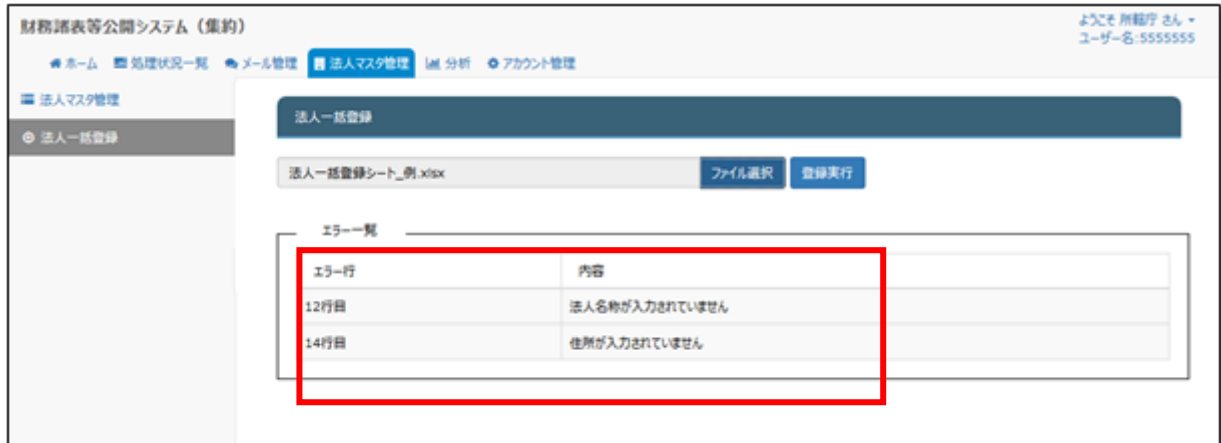 財務諸表等公開システム（集約）
ようこそ 所轄庁 さん
ユーザー名:5555555
ホーム 処理状況一覧 メール管理 法人マスタ管理 分析 アカウント管理
法人マスタ管理
法人一括登録
法人一括登録
法人一括登録シート_例.xlsx ファイル選択 登録実行
エラー一覧
エラー行 内容
12行目 法人名称が入力されていません
14行目 住所が入力されていません